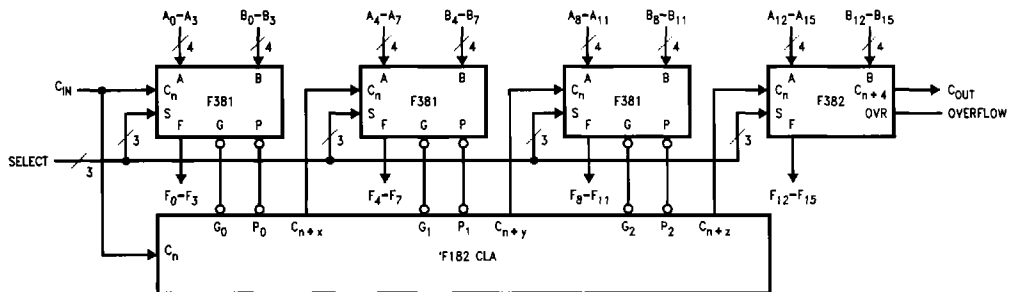 A0–A3 B0–B3 A4–A7 B4–B7 A8–A11 B8–B11 A12–A15 B12–B15
4 4 4 4 4 4 4 4
A B A B A B A B
CIN Cn F381 Cn F381 Cn F381 Cn F382 Cn+4 COUT
S S S S OVR OVERFLOW
F G P F G P F G P F
3 3 3 3
SELECT 3
F0–F3 F4–F7 F8–F11 F12–F15
G0 P0 Cn+x G1 P1 Cn+y G2 P2 Cn+z
Cn 'F182 CLA